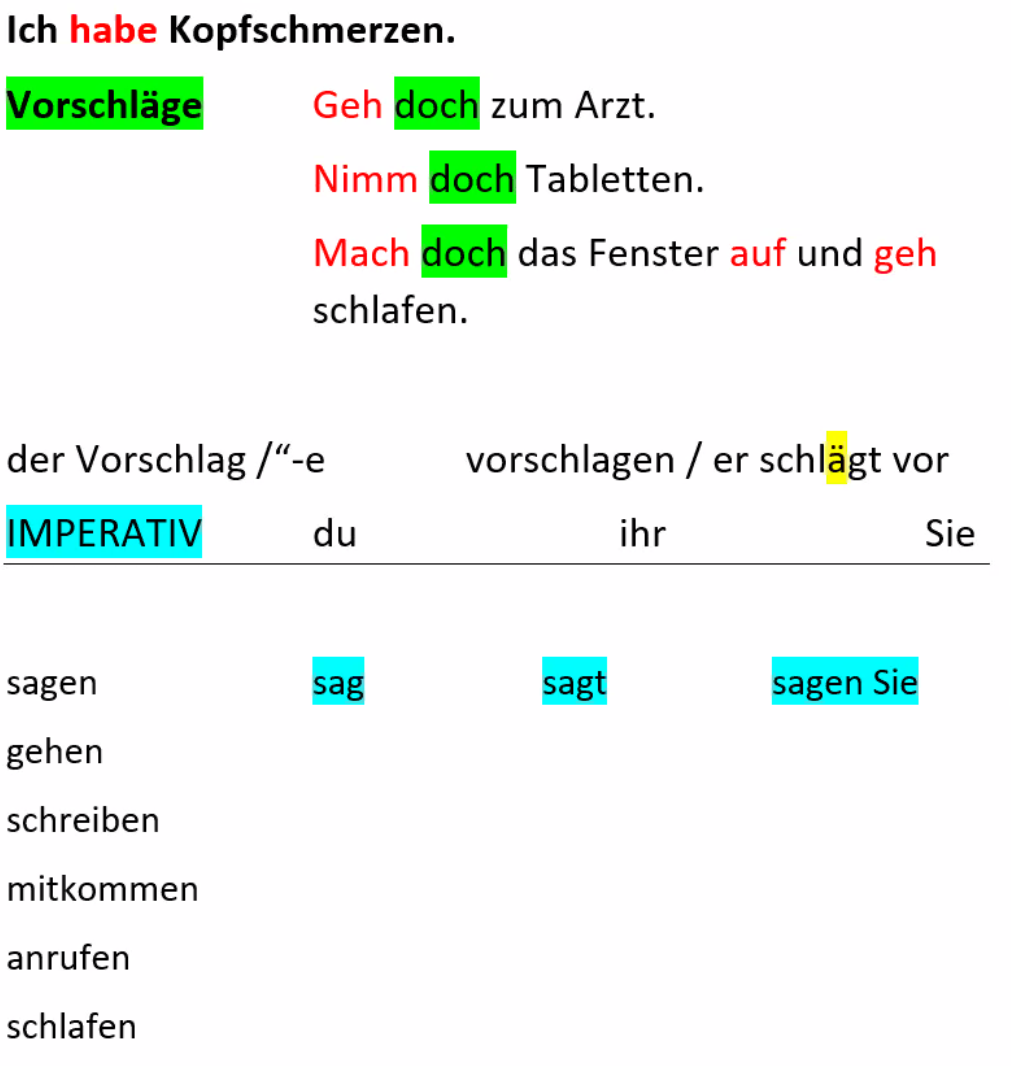 Ich habe Kopfschmerzen.
Vorschläge Geh doch zum Arzt.
Nimm doch Tabletten.
Mach doch das Fenster auf und geh
schlafen.
der Vorschlag /“-e vorschlagen / er schlägt vor
IMPERATIV du ihr Sie
sagen sag sagt sagen Sie
gehen
schreiben
mitkommen
anrufen
schlafen